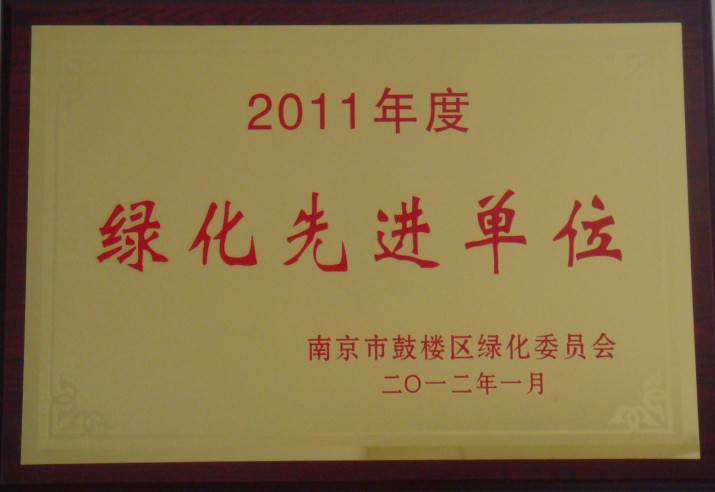 2011年度
绿化先进单位
南京市鼓楼区绿化委员会
二〇一二年一月